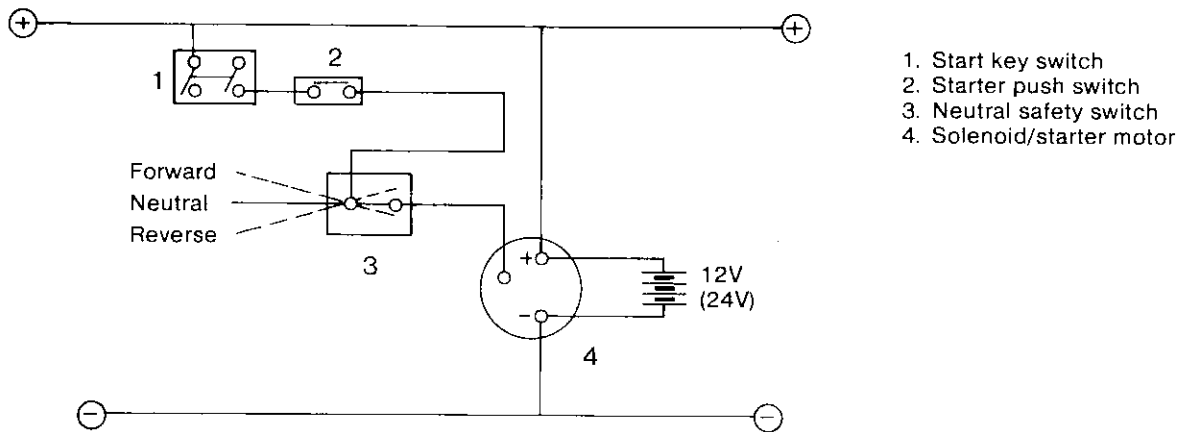 + +
1
2
1. Start key switch
2. Starter push switch
3. Neutral safety switch
4. Solenoid/starter motor
Forward
Neutral
Reverse
3
+
-
12V
(24V)
4
- -